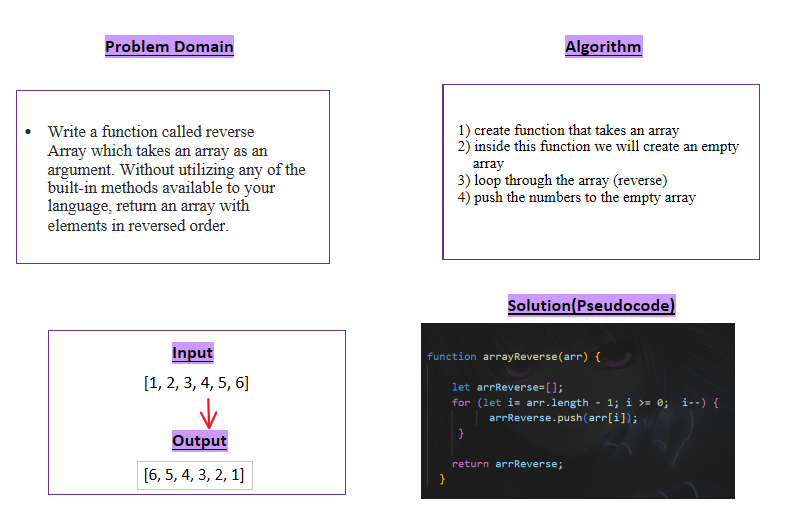 Problem Domain
• Write a function called reverse
Array which takes an array as an
argument. Without utilizing any of the
built-in methods available to your
language, return an array with
elements in reversed order.
Algorithm
1) create function that takes an array
2) inside this function we will create an empty
array
3) loop through the array (reverse)
4) push the numbers to the empty array
Input
[1, 2, 3, 4, 5, 6]
Output
[6, 5, 4, 3, 2, 1]
Solution(Pseudocode)
function arrayReverse(arr) {
let arrReverse=[];
for (let i= arr.length - 1; i >= 0; i--) {
arrReverse.push(arr[i]);
}
return arrReverse;
}